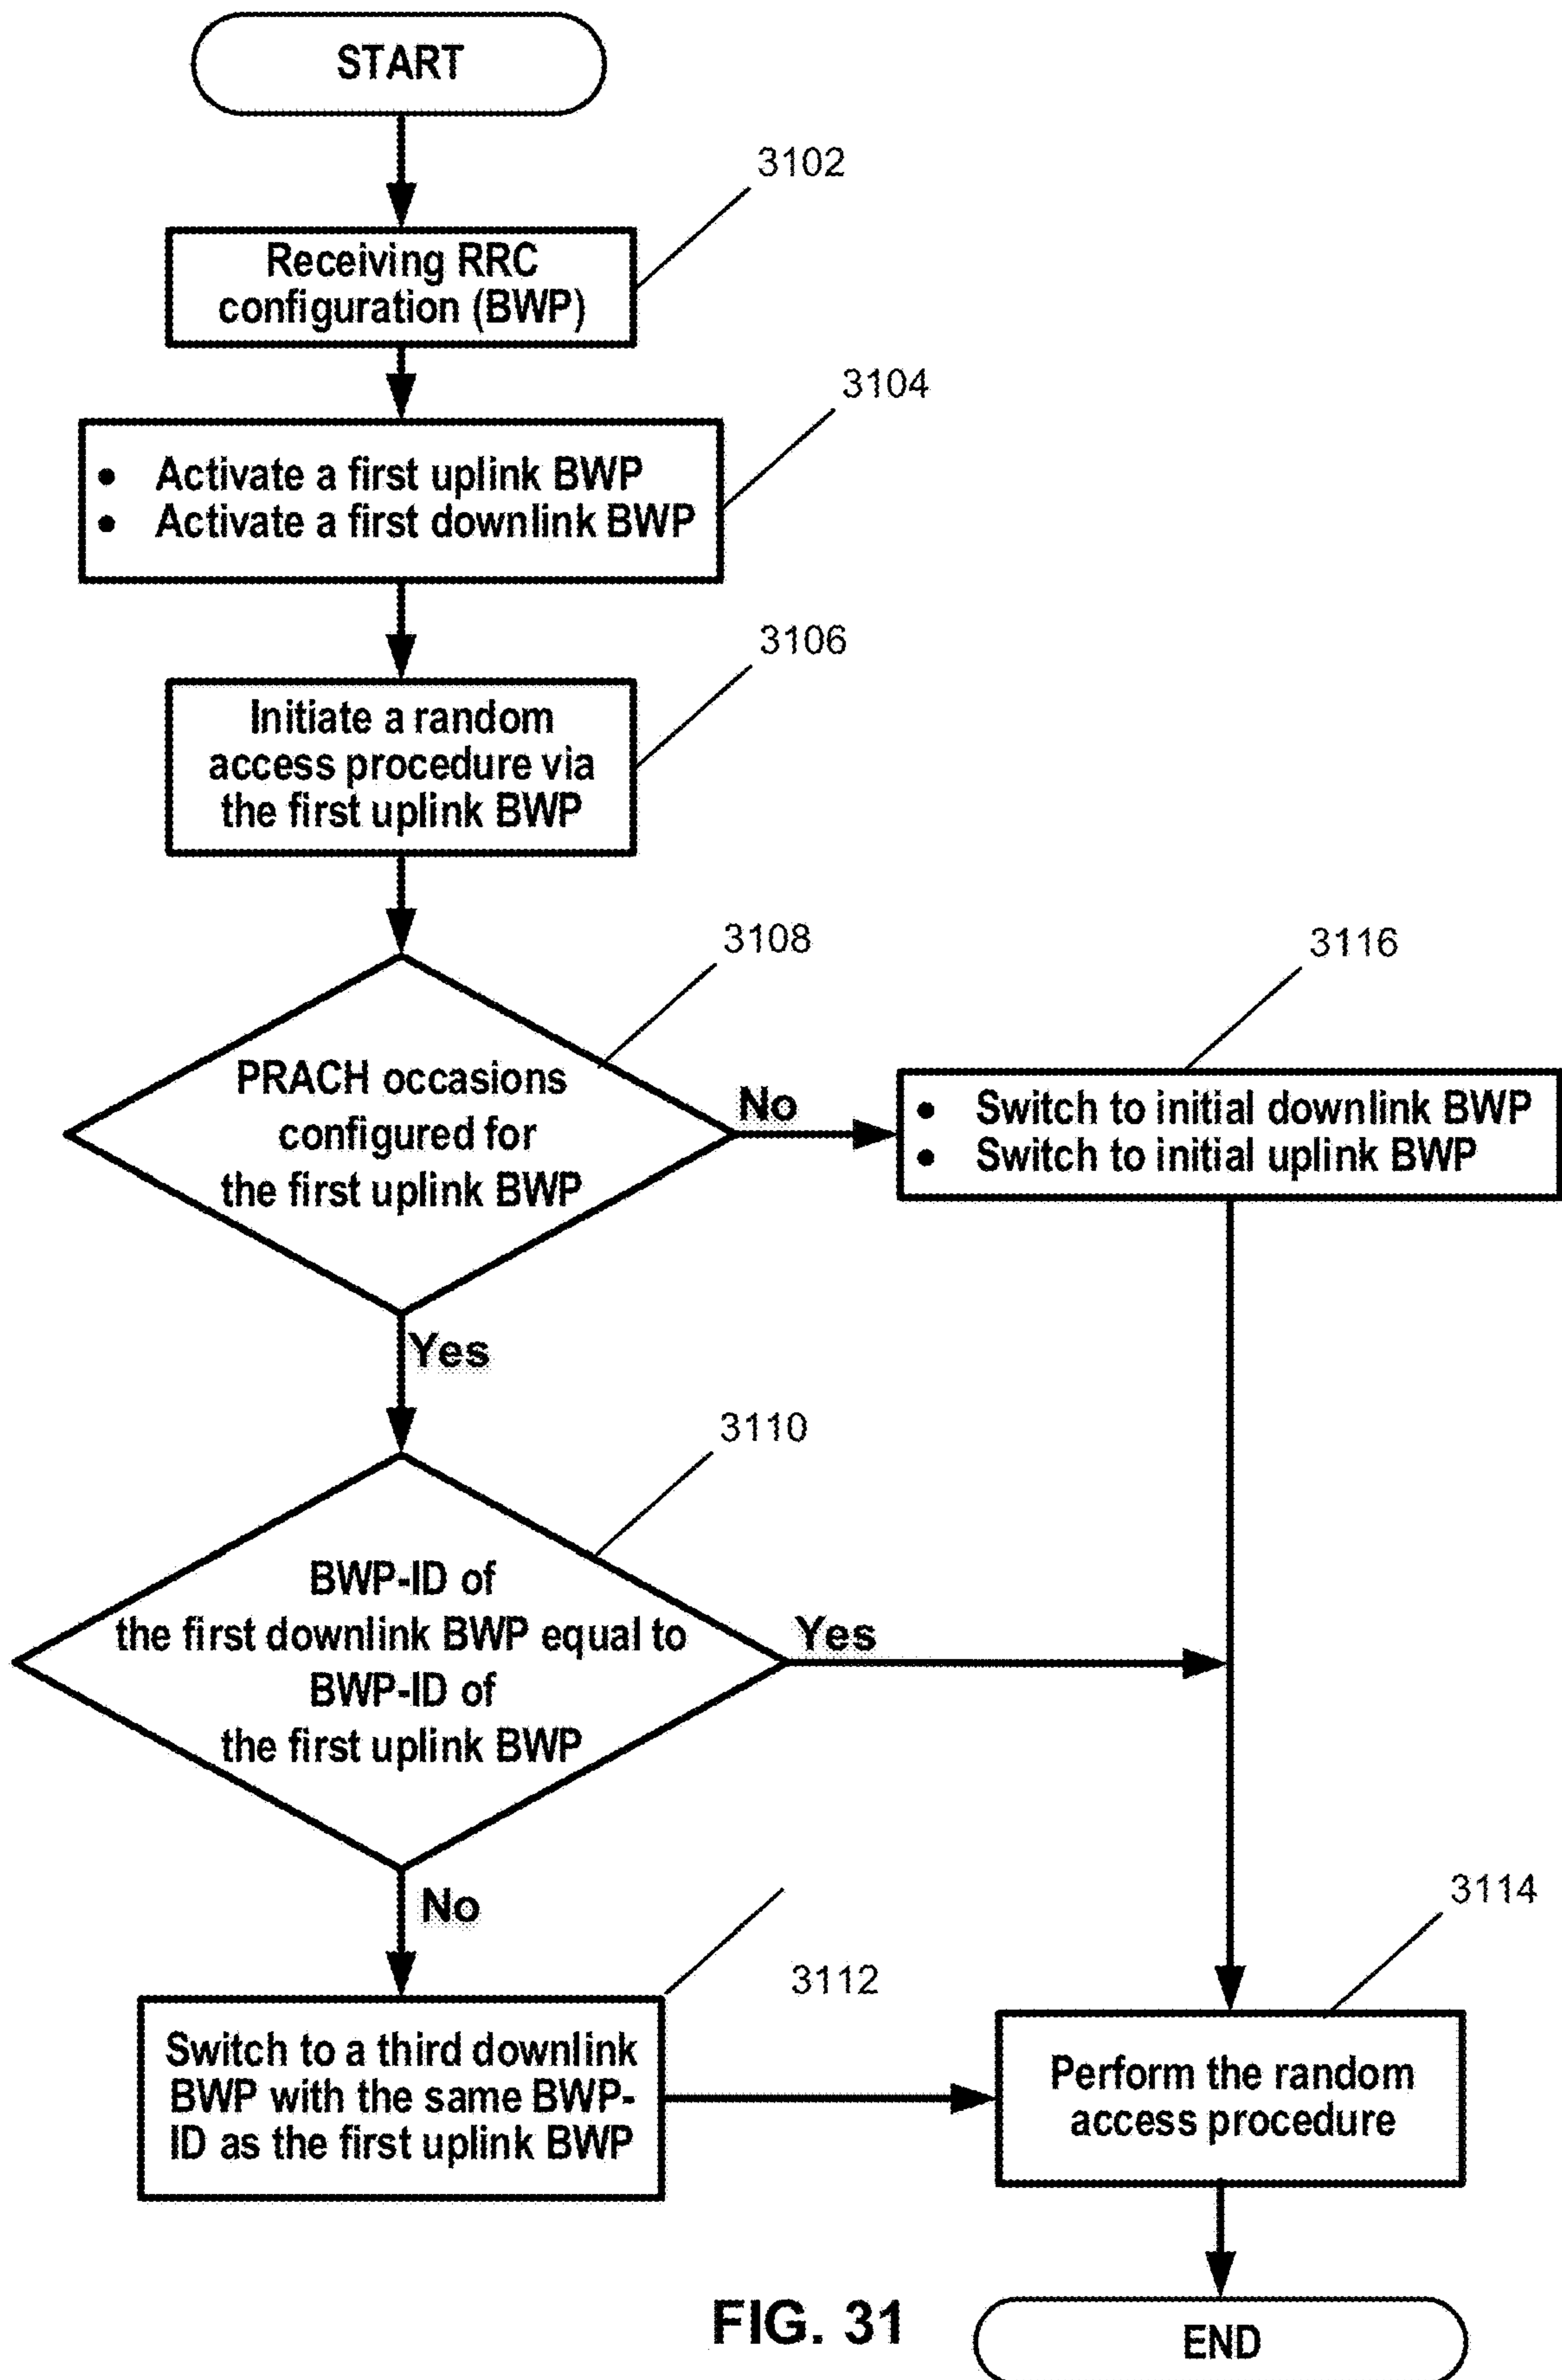 START
3102
Receiving RRC
configuration (BWP)
3104
• Activate a first uplink BWP
• Activate a first downlink BWP
3106
Initiate a random
access procedure via
the first uplink BWP
3108
PRACH occasions
configured for
the first uplink BWP
No
3116
• Switch to initial downlink BWP
• Switch to initial uplink BWP
Yes
3110
BWP-ID of
the first downlink BWP equal to
BWP-ID of
the first uplink BWP
Yes
No
3112
Switch to a third downlink
BWP with the same BWP-
ID as the first uplink BWP
3114
Perform the random
access procedure
FIG. 31
END